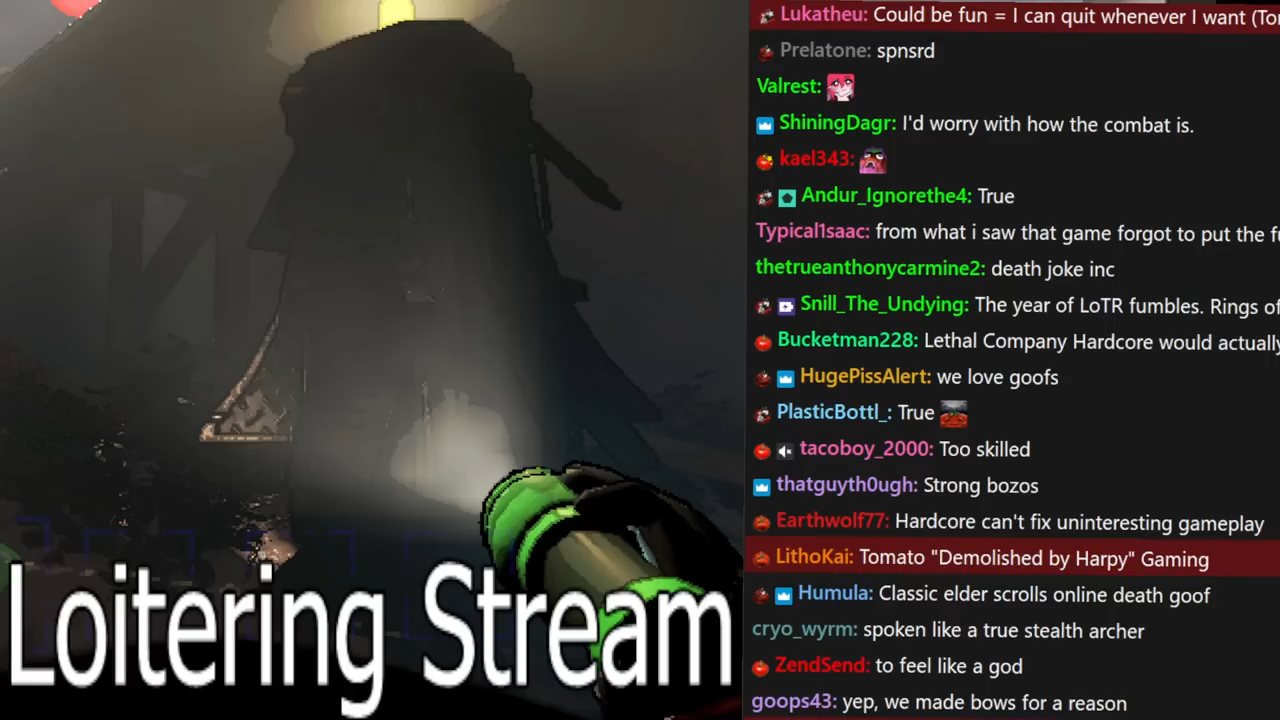 Lukatheu: Could be fun = I can quit whenever I want
Prelatone: spnsrd
Valrest:
ShiningDagr: I'd worry with how the combat is.
kael343:
Andur_Ignorethe4: True
Typical1saac: from what i saw that game forgot to put the
thetrueanthonycarmine2: death joke inc
Snill_The_Undying: The year of LoTR fumbles. Rings of
Bucketman228: Lethal Company Hardcore would actually
HugePissAlert: we love goofs
PlasticBottl_: True
tacoboy_2000: Too skilled
thatguyth0ugh: Strong bozos
Earthwolf77: Hardcore can't fix uninteresting gameplay
LithoKai: Tomato "Demolished by Harpy" Gaming
Humula: Classic elder scrolls online death goof
cryo_wyrm: spoken like a true stealth archer
ZendSend: to feel like a god
goops43: yep, we made bows for a reason
Loitering Stream